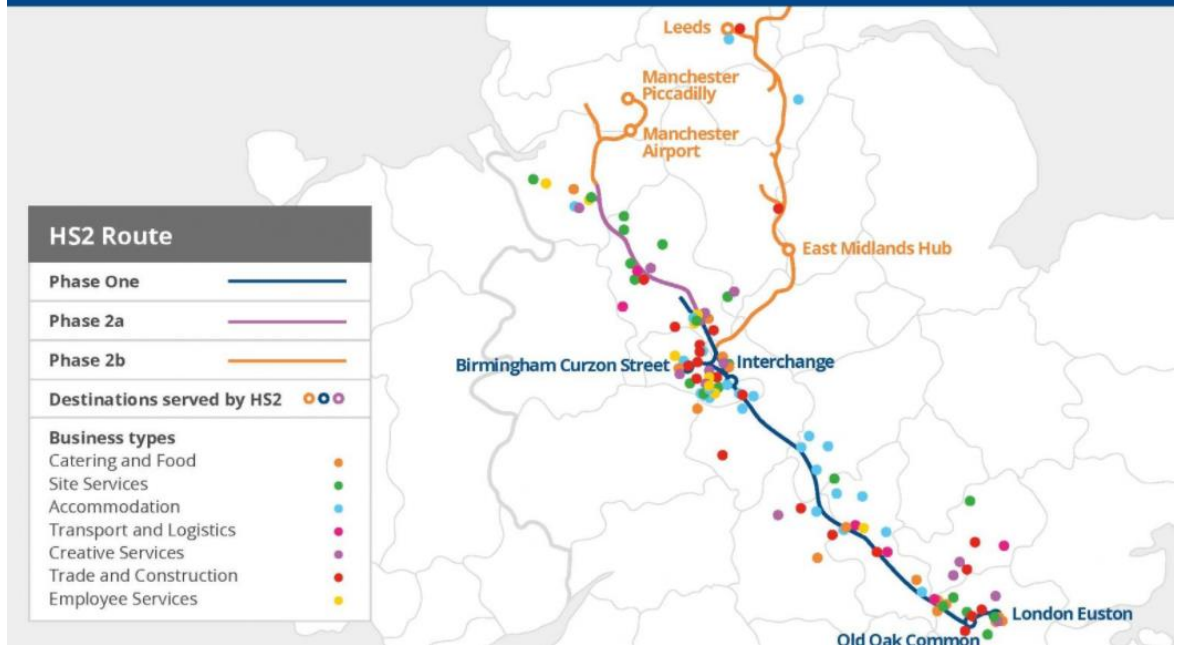 Leeds
Manchester
Piccadilly
Manchester
Airport
East Midlands Hub
Birmingham Curzon Street
Interchange
London Euston
Old Oak Common
HS2 Route
Phase One
Phase 2a
Phase 2b
Destinations served by HS2
Business types
Catering and Food
Site Services
Accommodation
Transport and Logistics
Creative Services
Trade and Construction
Employee Services